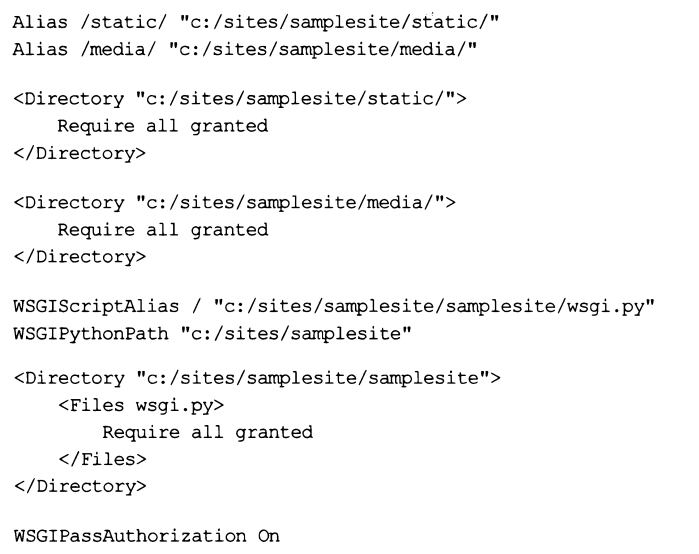 Alias /static/ "c:/sites/samplesite/static/"
Alias /media/ "c:/sites/samplesite/media/"
<Directory "c:/sites/samplesite/static/">
Require all granted
</Directory>
<Directory "c:/sites/samplesite/media/">
Require all granted
</Directory>
WSGIScriptAlias / "c:/sites/samplesite/samplesite/wsgi.py"
WSGIPythonPath "c:/sites/samplesite"
<Directory "c:/sites/samplesite/samplesite">
<Files wsgi.py>
Require all granted
</Files>
</Directory>
WSGIPassAuthorization On